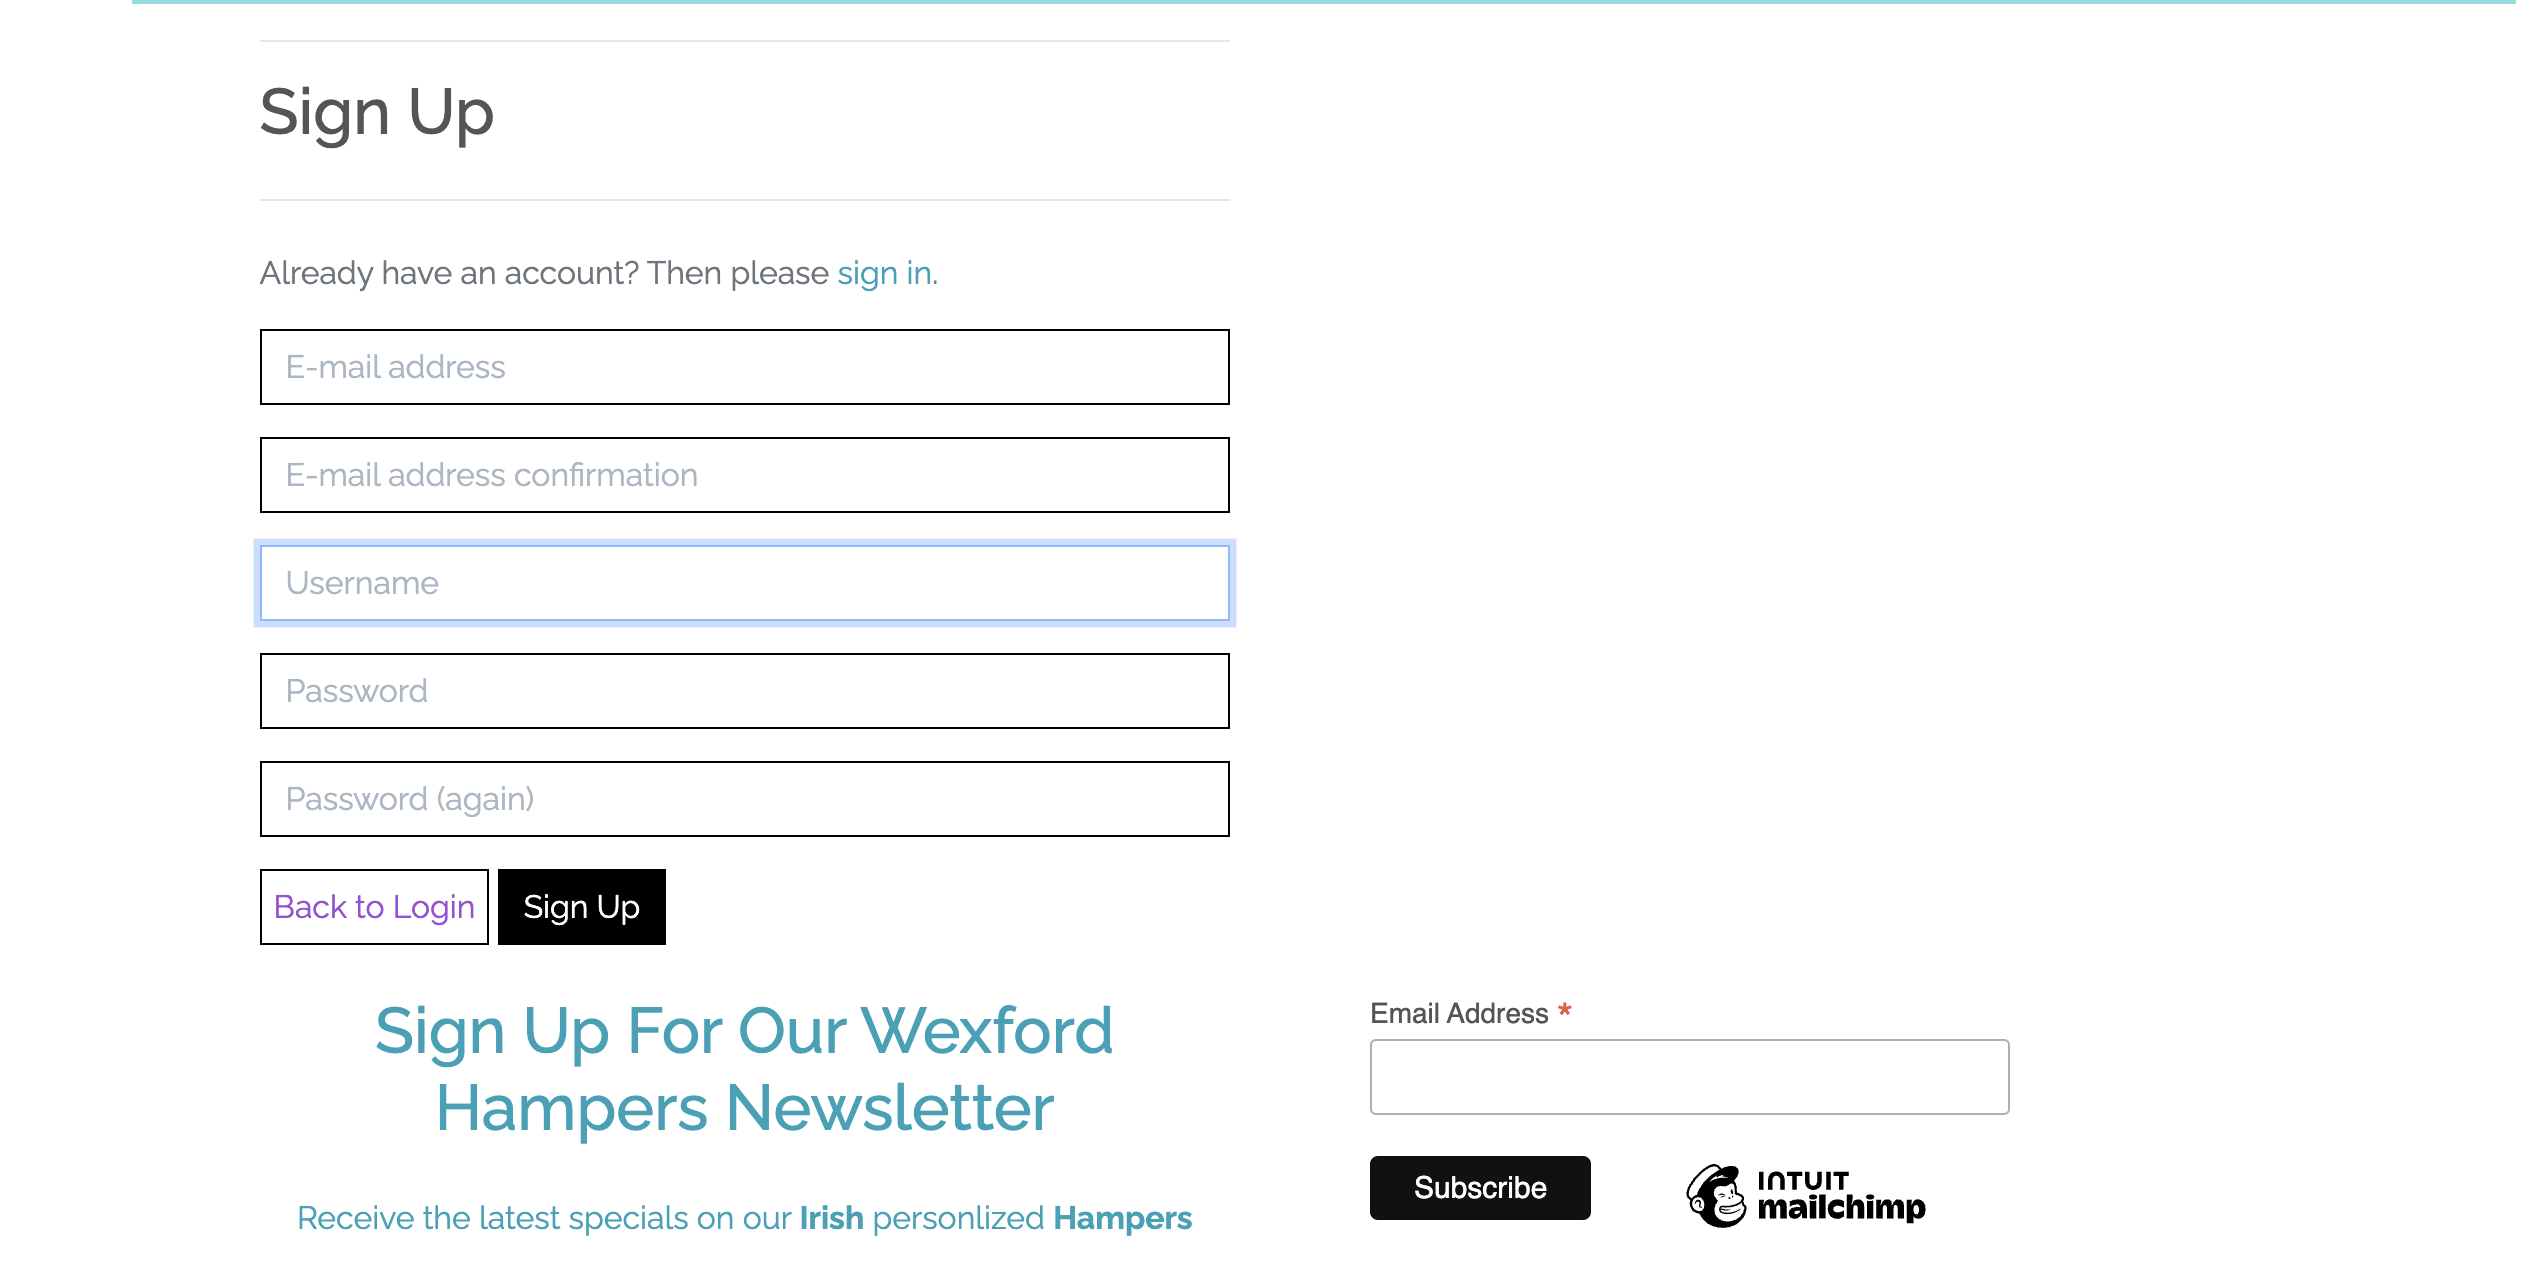 Sign Up
Already have an account? Then please sign in.
E-mail address
E-mail address confirmation
Username
Password
Password (again)
Back to Login
Sign Up
Sign Up For Our Wexford
Hampers Newsletter
Receive the latest specials on our Irish personlized Hampers
Email Address *
Subscribe
INTUIT
mailchimp